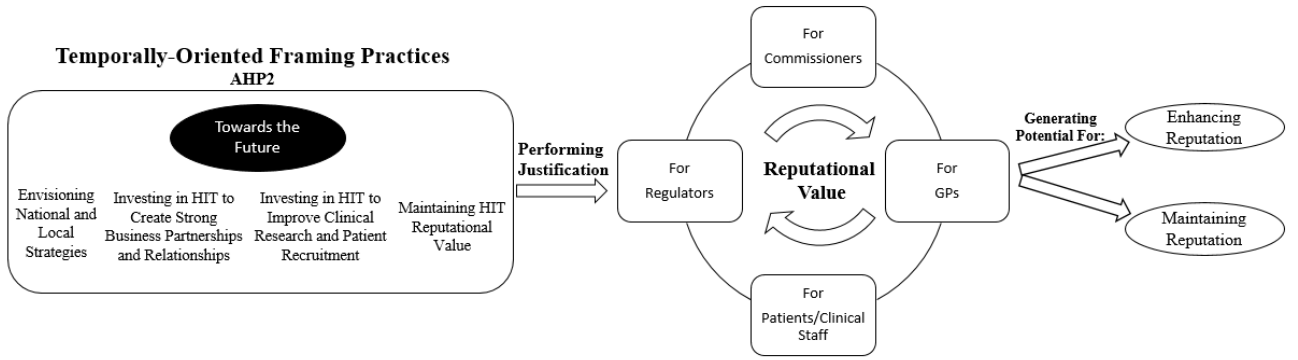 Temporally-Oriented Framing Practices
AHP2
Towards the
Future
Envisioning
National and
Local
Strategies
Investing in HIT to
Create Strong
Business Partnerships
and Relationships
Investing in HIT to
Improve Clinical
Research and Patient
Recruitment
Maintaining HIT
Reputational
Value
Performing
Justification
For
Commissioners
For
Regulators
Reputational
Value
For
GPs
For
Patients/Clinical
Staff
Generating
Potential For:
Enhancing
Reputation
Maintaining
Reputation